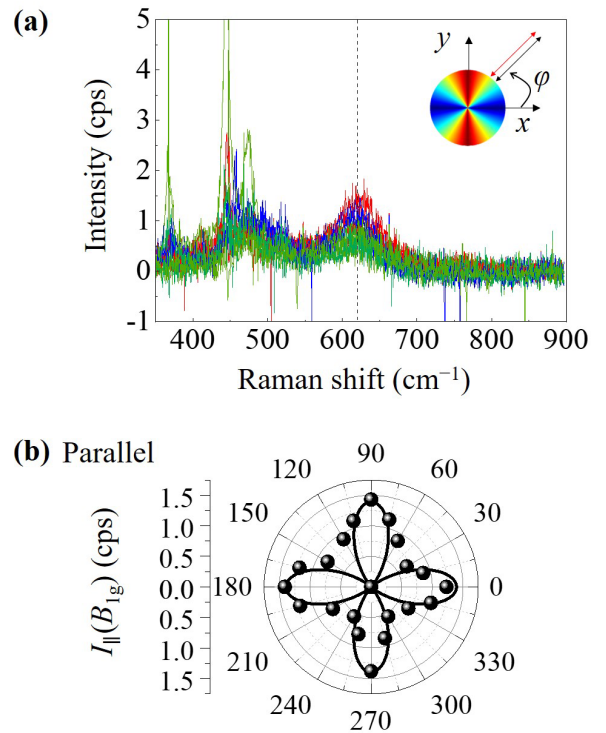 (a)
5
4
3
2
1
0
-1
Intensity (cps)
400 500 600 700 800 900
Raman shift (cm⁻¹)
y
φ
x
(b) Parallel
90
120 60
150 30
180 0
210 330
240 300
270
1.5
1.0
0.5
0.0
0.5
1.0
1.5
I∥(B1g) (cps)